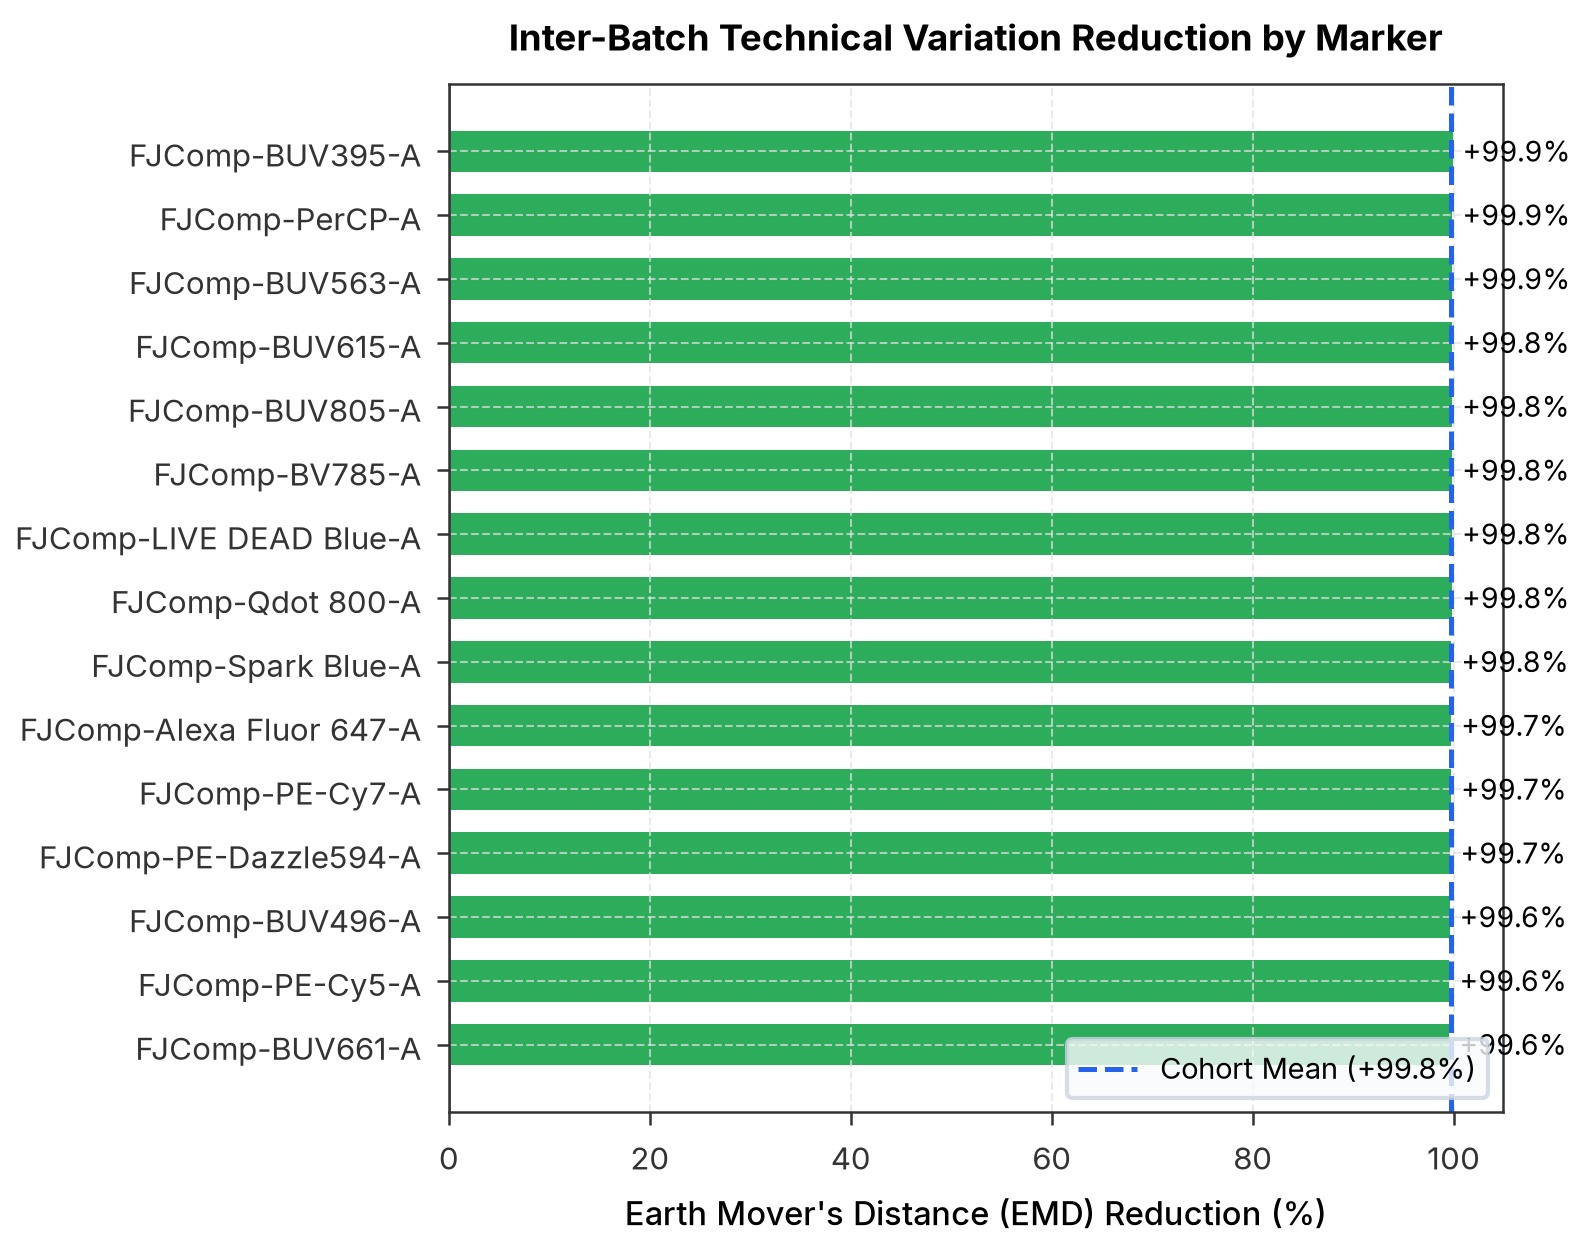 Inter-Batch Technical Variation Reduction by Marker
FJComp-BUV395-A +99.9%
FJComp-PerCP-A +99.9%
FJComp-BUV563-A +99.9%
FJComp-BUV615-A +99.8%
FJComp-BUV805-A +99.8%
FJComp-BV785-A +99.8%
FJComp-LIVE DEAD Blue-A +99.8%
FJComp-Qdot 800-A +99.8%
FJComp-Spark Blue-A +99.8%
FJComp-Alexa Fluor 647-A +99.7%
FJComp-PE-Cy7-A +99.7%
FJComp-PE-Dazzle594-A +99.7%
FJComp-BUV496-A +99.6%
FJComp-PE-Cy5-A +99.6%
FJComp-BUV661-A +99.6%
Cohort Mean (+99.8%)
0 20 40 60 80 100
Earth Mover's Distance (EMD) Reduction (%)